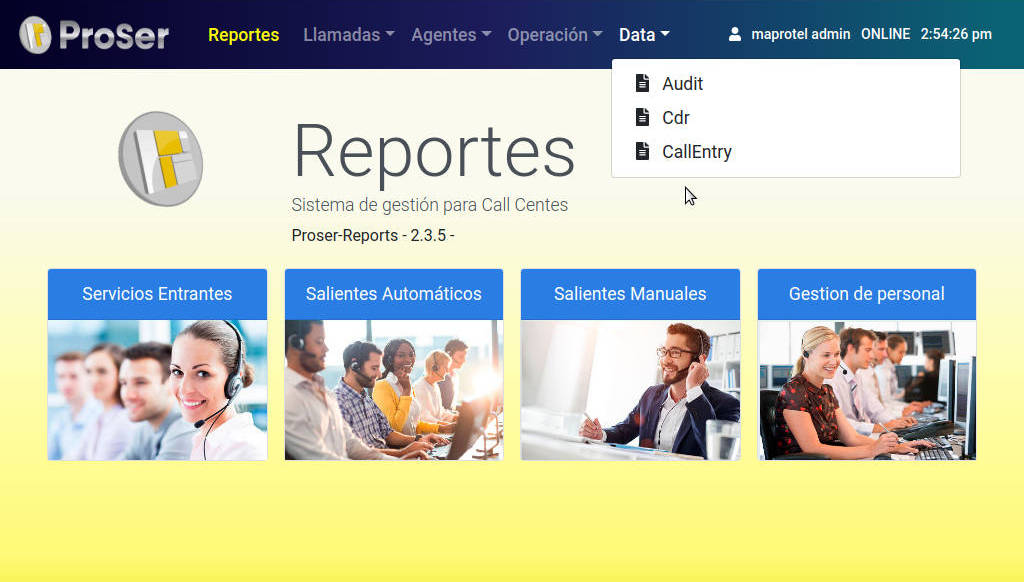 ProSer Reportes Llamadas Agentes Operación Data maprotel admin ONLINE 2:54:26 pm
Audit
Cdr
CallEntry
Reportes
Sistema de gestión para Call Centes
Proser-Reports - 2.3.5 -
Servicios Entrantes Salientes Automáticos Salientes Manuales Gestion de personal